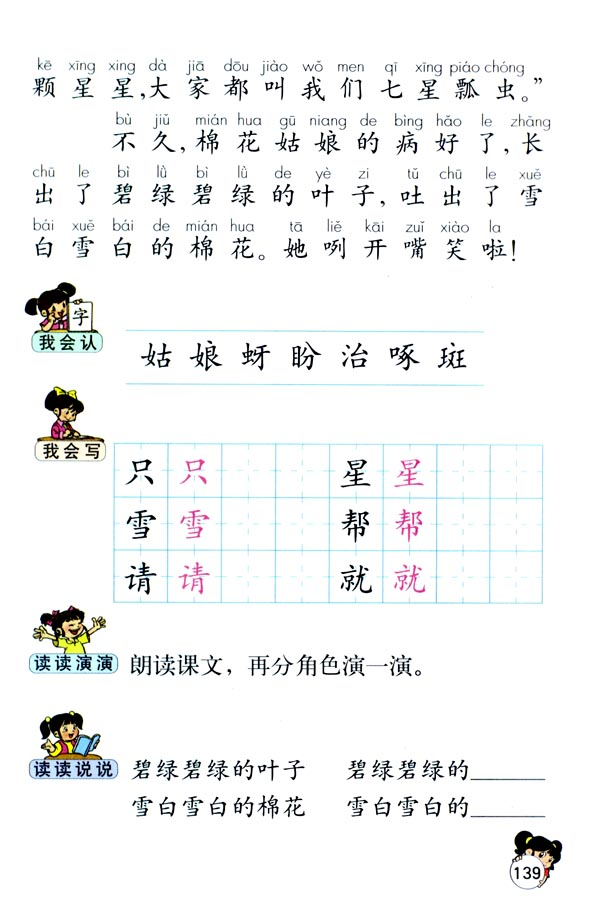 kē xīng xing dà jiā dōu jiào wǒ men qī xīng piáo chóng
颗星星，大家都叫我们七星瓢虫。”
bù jiǔ mián hua gū niang de bìng hǎo le zhǎng
不久，棉花姑娘的病好了，长
chū le bì lǜ bì lǜ de yè zi tǔ chū le xuě
出了碧绿碧绿的叶子，吐出了雪
bái xuě bái de mián hua tā liě kāi zuǐ xiào la
白雪白的棉花。她咧开嘴笑啦！
字
我会认
姑娘蚜盼治啄斑
我会写
只只 星星
雪雪 帮帮
请请 就就
读读演演 朗读课文，再分角色演一演。
读读说说 碧绿碧绿的叶子 碧绿碧绿的______
雪白雪白的棉花 雪白雪白的______
139